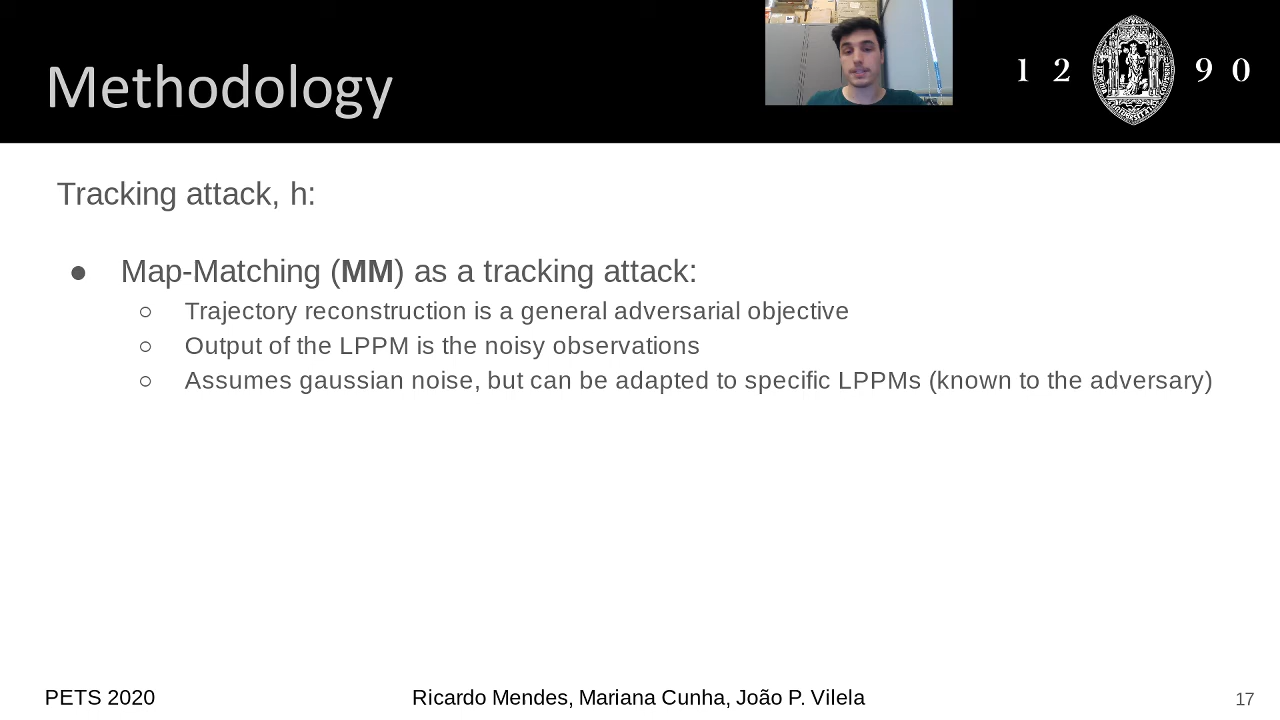 Methodology
1 2 9 0
Tracking attack, h:
● Map-Matching (MM) as a tracking attack:
○ Trajectory reconstruction is a general adversarial objective
○ Output of the LPPM is the noisy observations
○ Assumes gaussian noise, but can be adapted to specific LPPMs (known to the adversary)
PETS 2020
Ricardo Mendes, Mariana Cunha, João P. Vilela
17